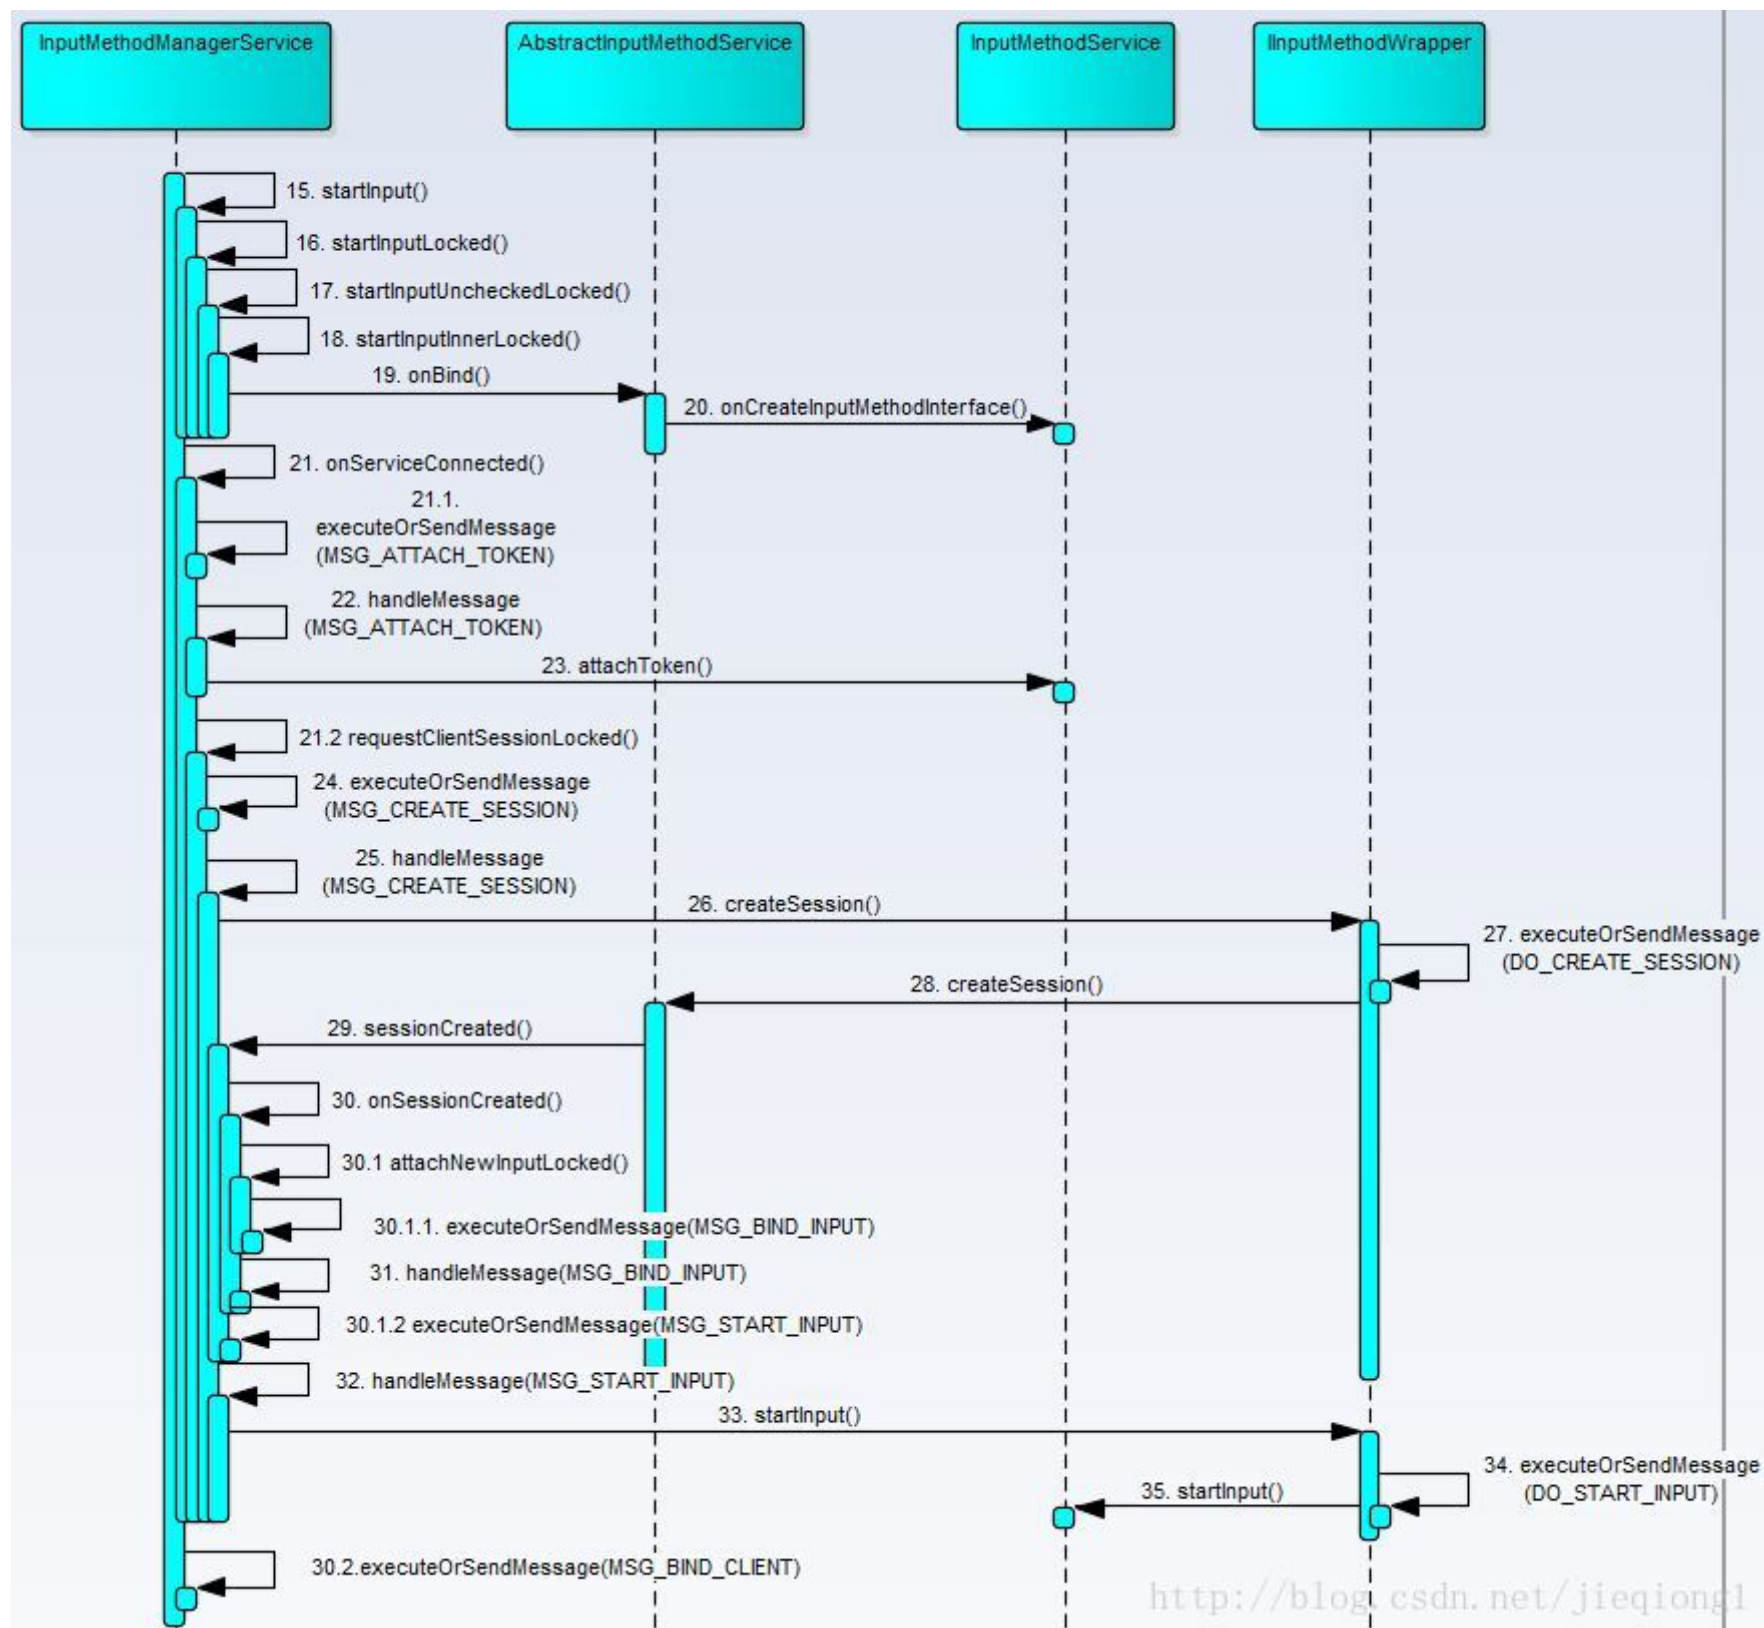 InputMethodManagerService
AbstractInputMethodService
InputMethodService
IInputMethodWrapper
15. startInput()
16. startInputLocked()
17. startInputUncheckedLocked()
18. startInputInnerLocked()
19. onBind()
20. onCreateInputMethodInterface()
21. onServiceConnected()
21.1.
executeOrSendMessage
(MSG_ATTACH_TOKEN)
22. handleMessage
(MSG_ATTACH_TOKEN)
23. attachToken()
21.2 requestClientSessionLocked()
24. executeOrSendMessage
(MSG_CREATE_SESSION)
25. handleMessage
(MSG_CREATE_SESSION)
26. createSession()
27. executeOrSendMessage
(DO_CREATE_SESSION)
28. createSession()
29. sessionCreated()
30. onSessionCreated()
30.1 attachNewInputLocked()
30.1.1. executeOrSendMessage(MSG_BIND_INPUT)
31. handleMessage(MSG_BIND_INPUT)
30.1.2 executeOrSendMessage(MSG_START_INPUT)
32. handleMessage(MSG_START_INPUT)
33. startInput()
34. executeOrSendMessage
(DO_START_INPUT)
35. startInput()
30.2.executeOrSendMessage(MSG_BIND_CLIENT)
http://blog.csdn.net/jieqiong1